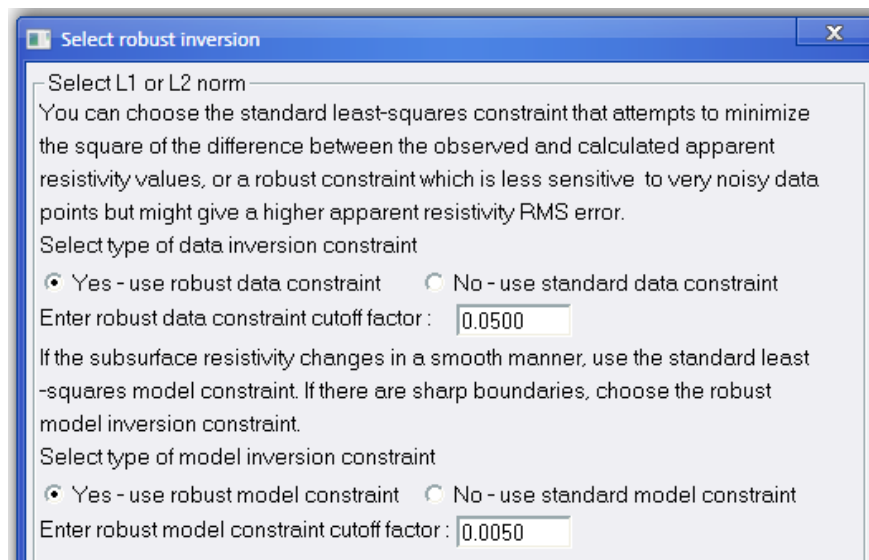 Select robust inversion
Select L1 or L2 norm
You can choose the standard least-squares constraint that attempts to minimize
the square of the difference between the observed and calculated apparent
resistivity values, or a robust constraint which is less sensitive to very noisy data
points but might give a higher apparent resistivity RMS error.
Select type of data inversion constraint
Yes - use robust data constraint No - use standard data constraint
Enter robust data constraint cutoff factor : 0.0500
If the subsurface resistivity changes in a smooth manner, use the standard least
-squares model constraint. If there are sharp boundaries, choose the robust
model inversion constraint.
Select type of model inversion constraint
Yes - use robust model constraint No - use standard model constraint
Enter robust model constraint cutoff factor : 0.0050